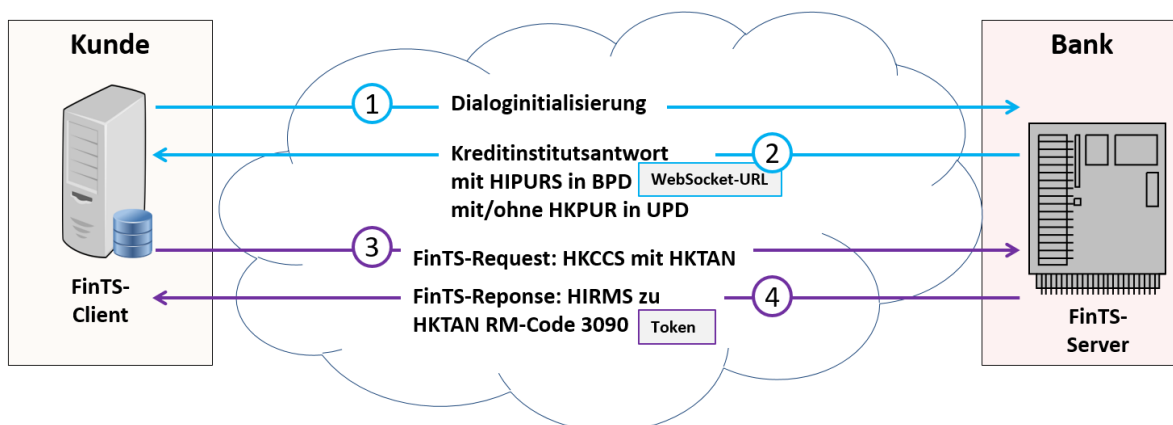 Kunde
Bank
1
Dialoginitialisierung
Kreditinstitutsantwort
2
mit HIPURS in BPD
WebSocket-URL
mit/ohne HKPUR in UPD
3
FinTS-Request: HKCCS mit HKTAN
FinTS-Reponse: HIRMS zu
4
HKTAN RM-Code 3090
Token
FinTS-
Client
FinTS-
Server